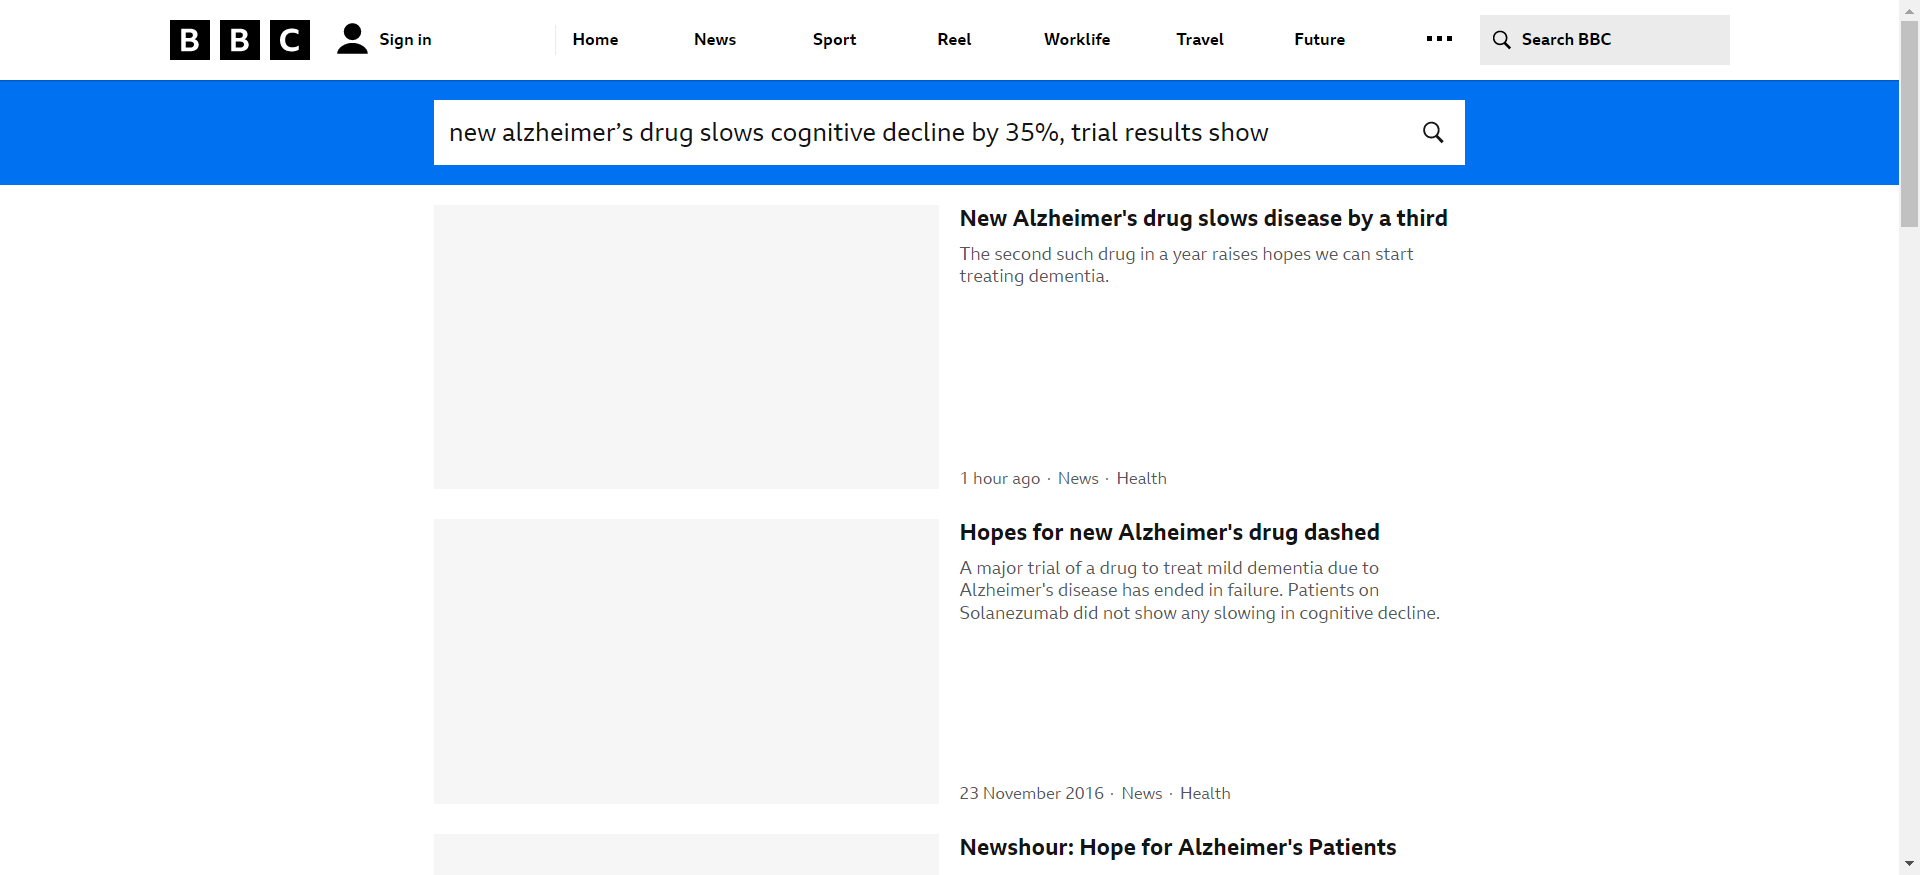 BBC
Sign in
Home
News
Sport
Reel
Worklife
Travel
Future
Search BBC
new alzheimer’s drug slows cognitive decline by 35%, trial results show
New Alzheimer's drug slows disease by a third
The second such drug in a year raises hopes we can start
treating dementia.
1 hour ago · News · Health
Hopes for new Alzheimer's drug dashed
A major trial of a drug to treat mild dementia due to
Alzheimer's disease has ended in failure. Patients on
Solanezumab did not show any slowing in cognitive decline.
23 November 2016 · News · Health
Newshour: Hope for Alzheimer's Patients